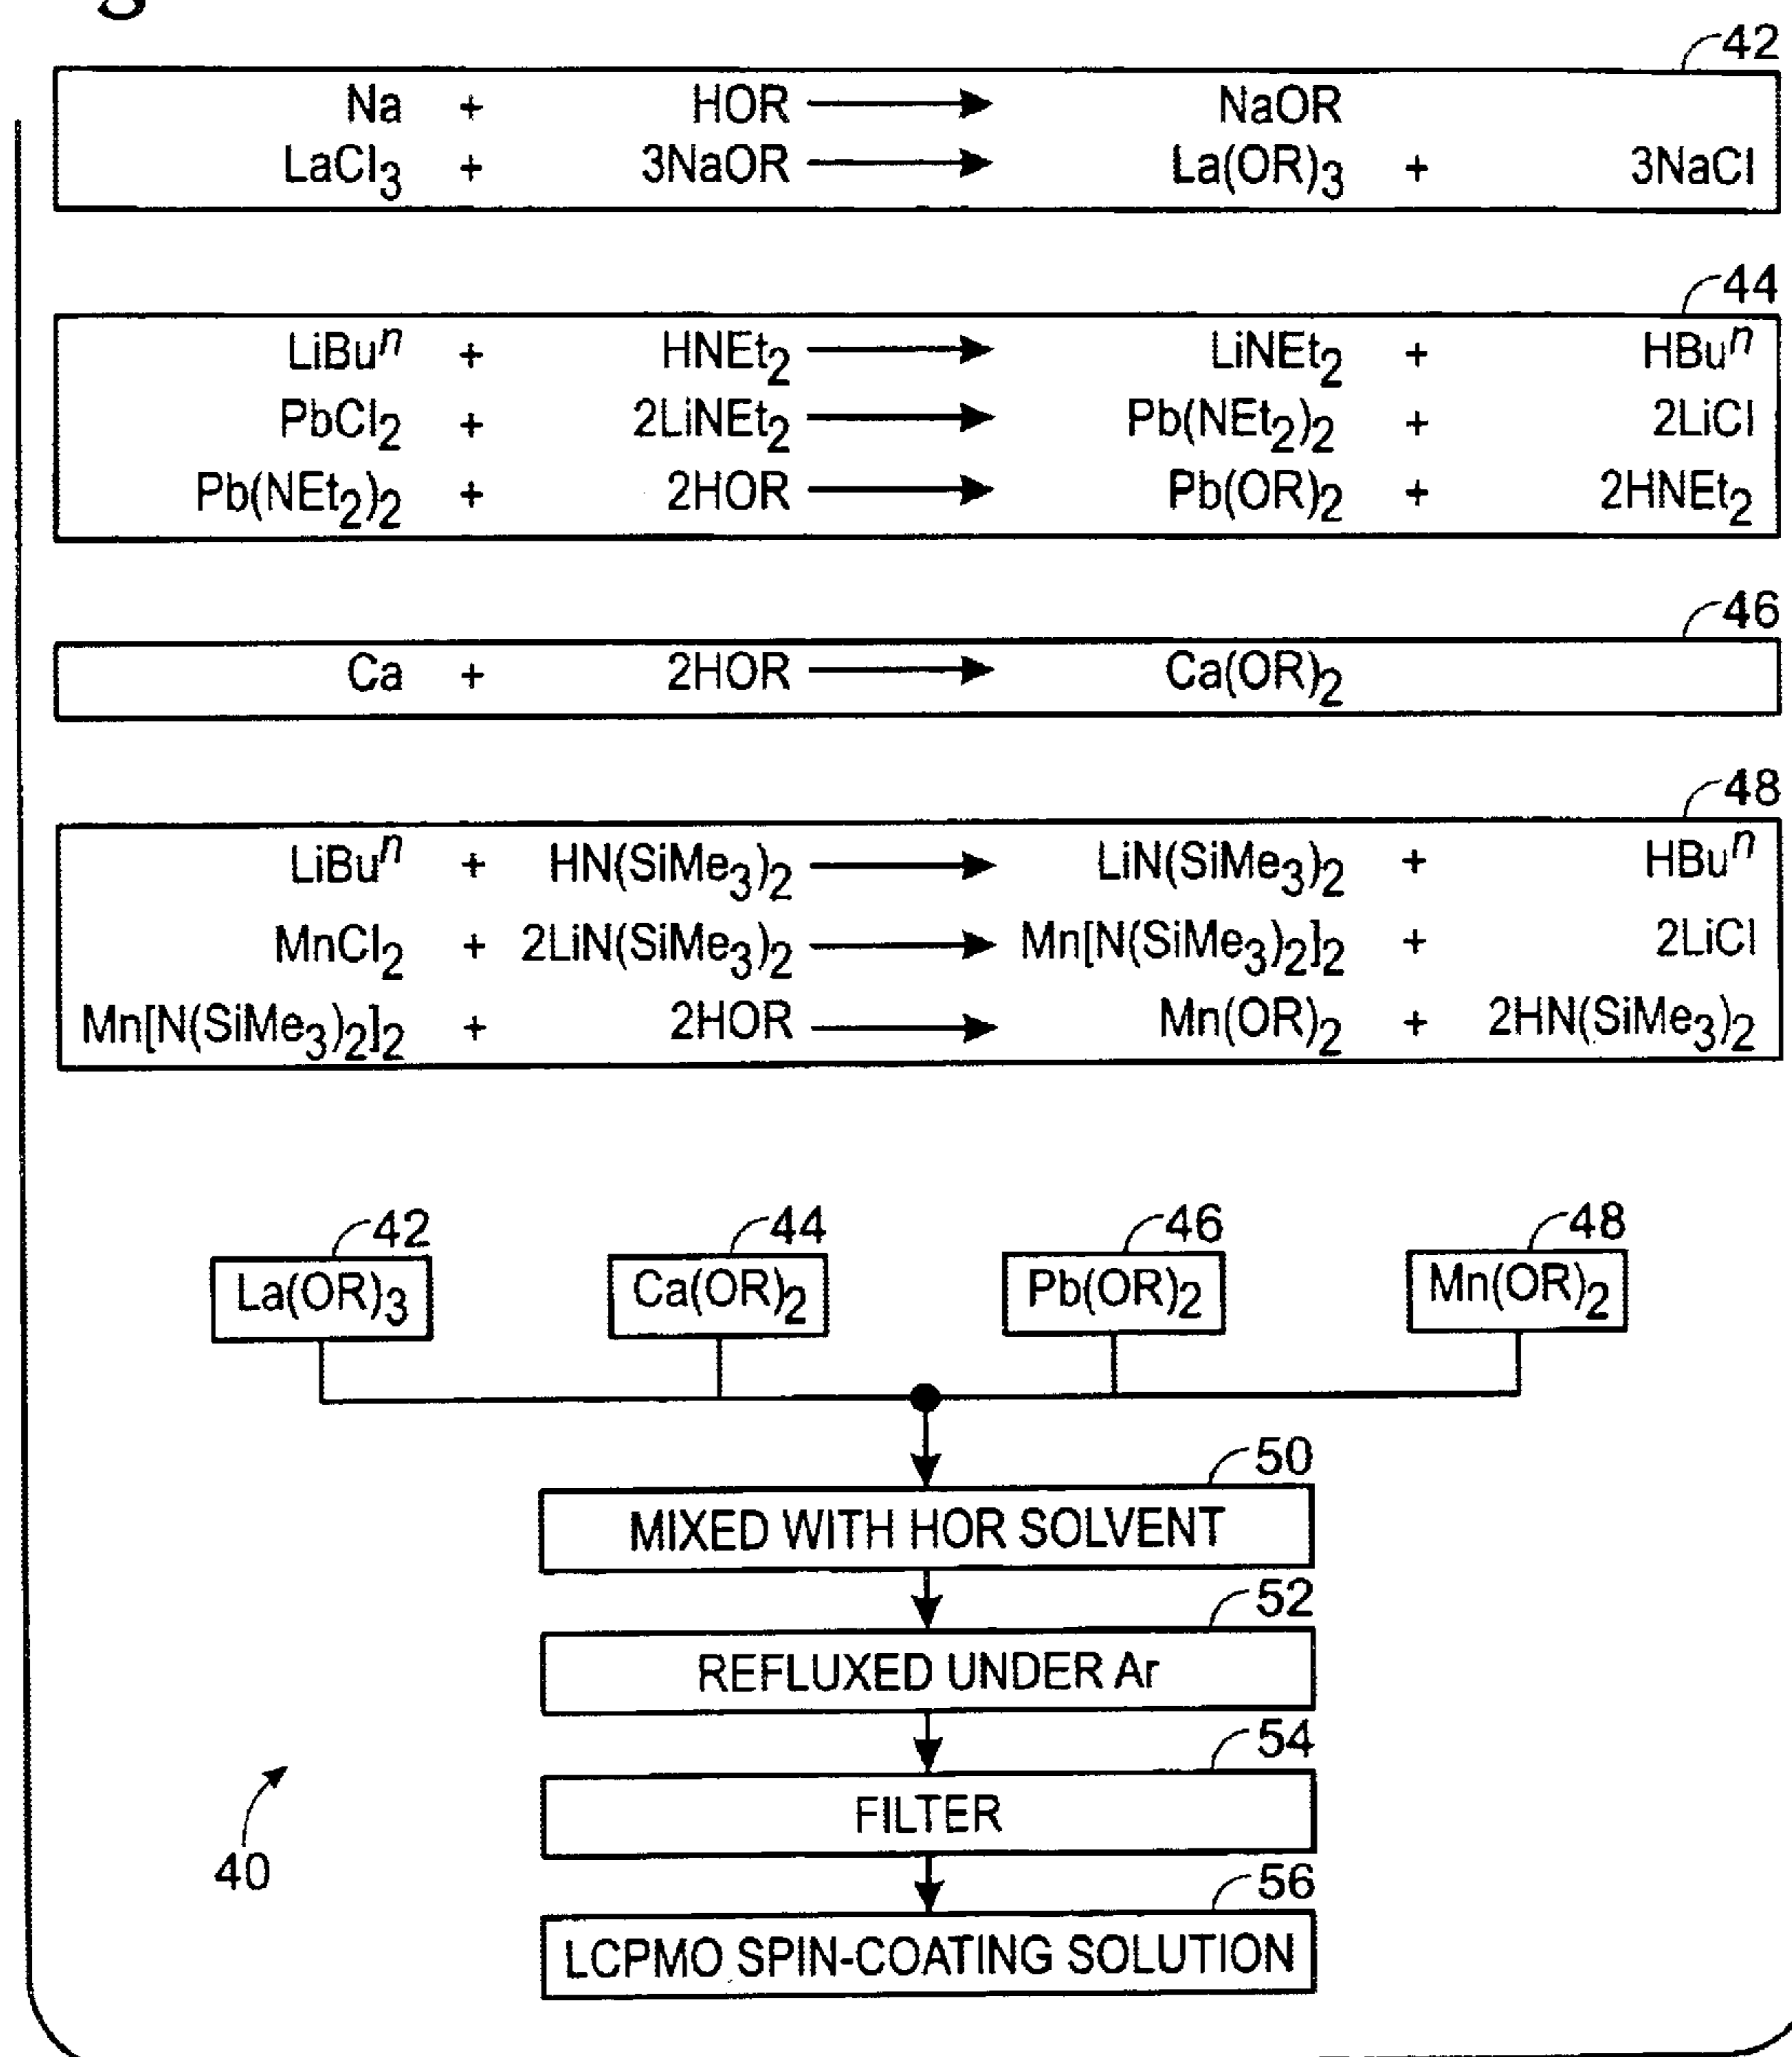 42
Na + HOR → NaOR
LaCl3 + 3NaOR → La(OR)3 + 3NaCl
44
LiBuⁿ + HNEt2 → LiNEt2 + HBuⁿ
PbCl2 + 2LiNEt2 → Pb(NEt2)2 + 2LiCl
Pb(NEt2)2 + 2HOR → Pb(OR)2 + 2HNEt2
46
Ca + 2HOR → Ca(OR)2
48
LiBuⁿ + HN(SiMe3)2 → LiN(SiMe3)2 + HBuⁿ
MnCl2 + 2LiN(SiMe3)2 → Mn[N(SiMe3)2]2 + 2LiCl
Mn[N(SiMe3)2]2 + 2HOR → Mn(OR)2 + 2HN(SiMe3)2
42 44 46 48
La(OR)3 Ca(OR)2 Pb(OR)2 Mn(OR)2
50
MIXED WITH HOR SOLVENT
52
REFLUXED UNDER Ar
54
FILTER
40
56
LCPMO SPIN-COATING SOLUTION